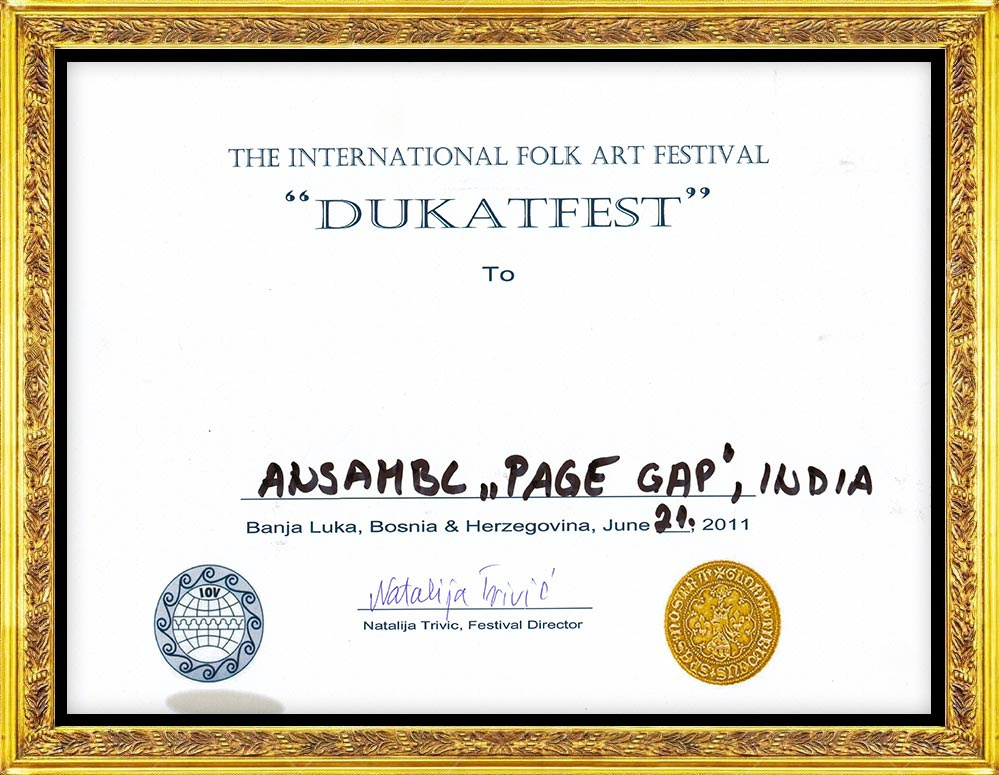 THE INTERNATIONAL FOLK ART FESTIVAL
“DUKATFEST”
To
ANSAMBL „PAGE GAP', INDIA
Banja Luka, Bosnia & Herzegovina, June 21., 2011
Natalija Trivić
Natalija Trivic, Festival Director
IOV